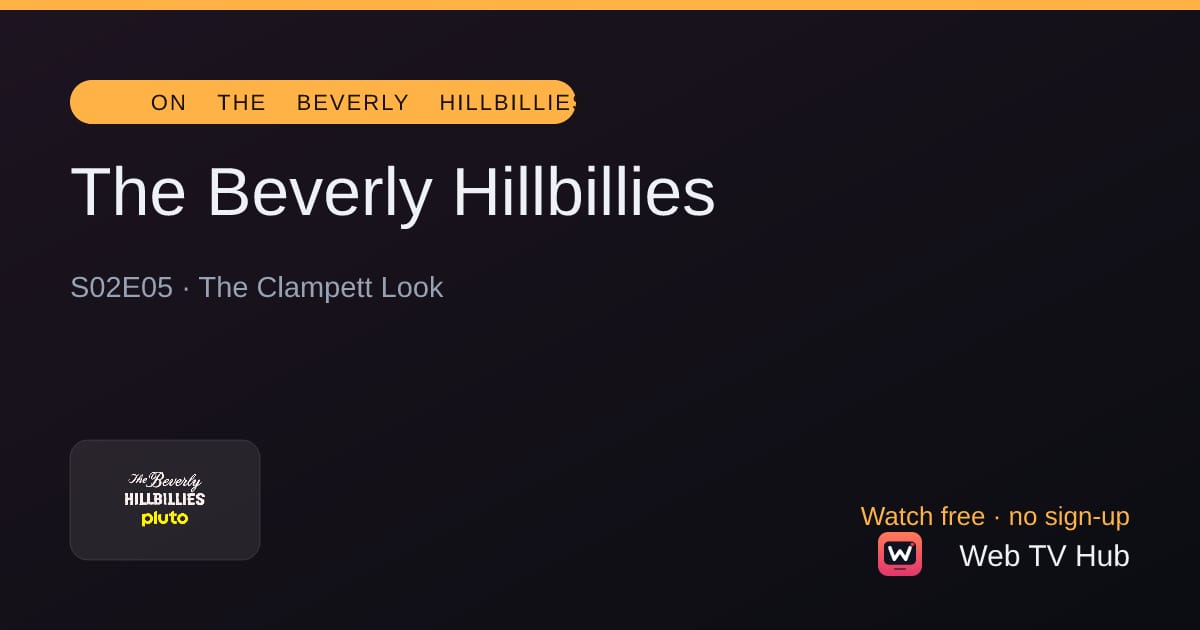 ON THE BEVERLY HILLBILLIES
The Beverly Hillbillies
S02E05 · The Clampett Look
The Beverly
HILLBILLIES
pluto
Watch free · no sign-up
W
Web TV Hub